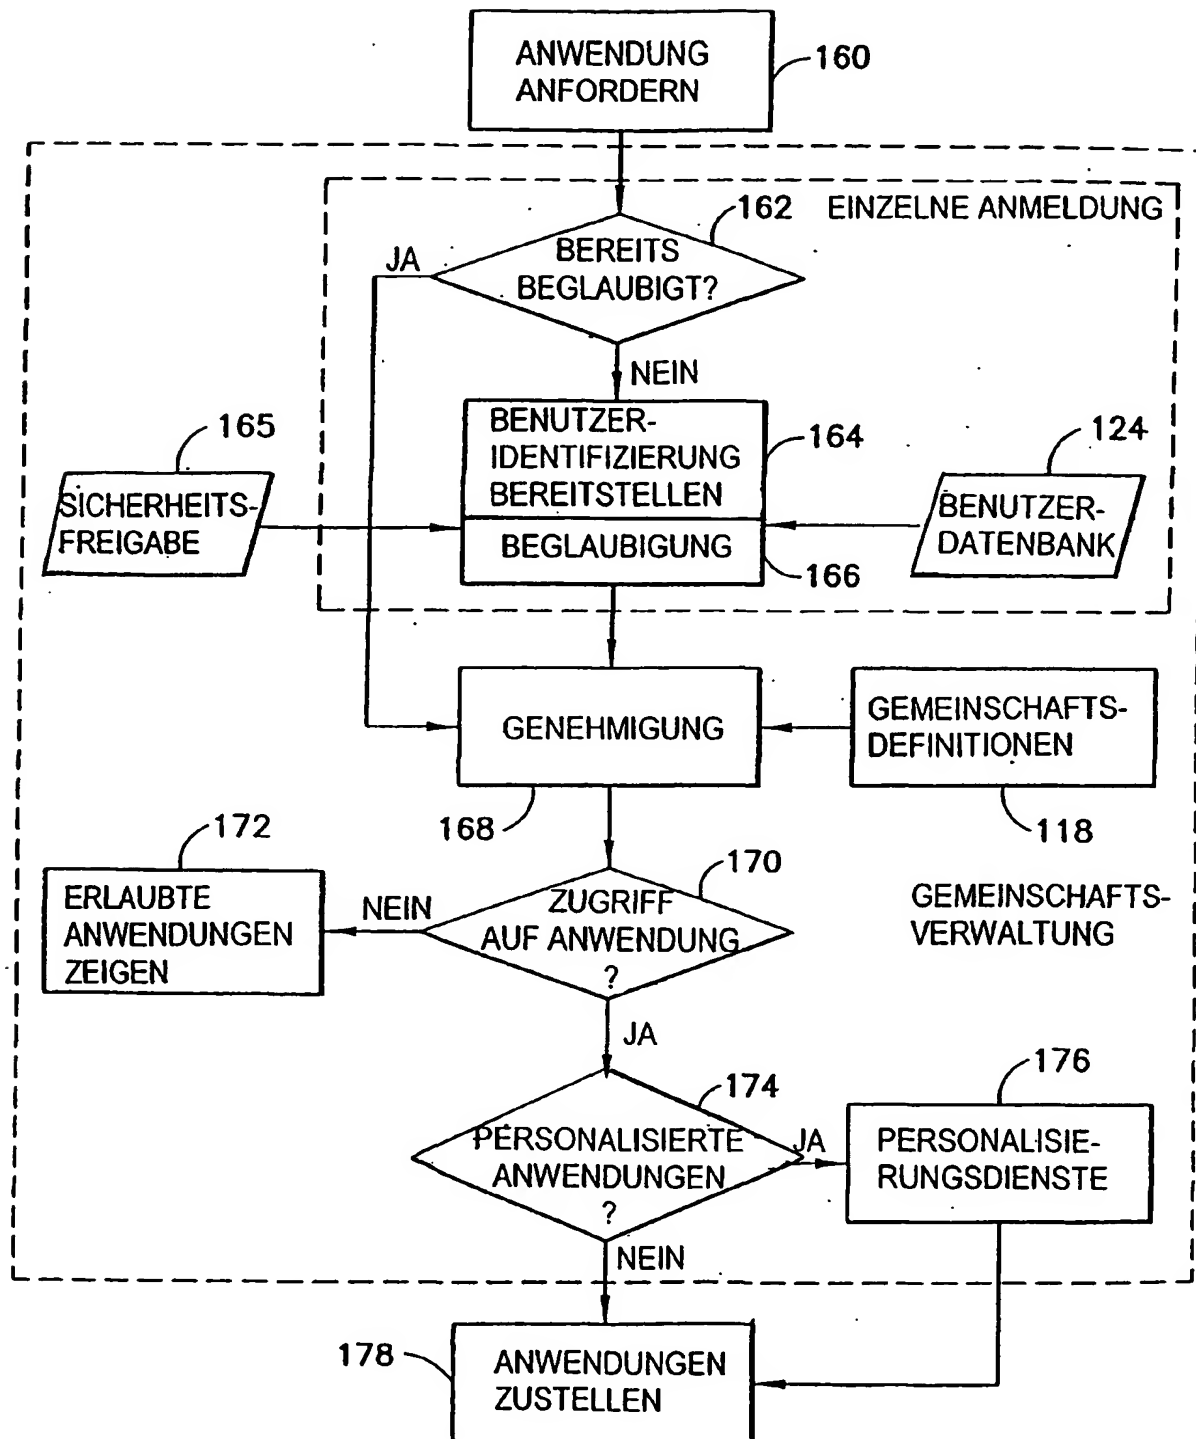 ANWENDUNG
ANFORDERN
160
162
EINZELNE ANMELDUNG
JA
BEREITS
BEGLAUBIGT?
NEIN
165
SICHERHEITS-
FREIGABE
BENUTZER-
IDENTIFIZIERUNG
BEREITSTELLEN
164
BEGLAUBIGUNG
166
124
BENUTZER-
DATENBANK
GENEHMIGUNG
168
GEMEINSCHAFTS-
DEFINITIONEN
118
172
ERLAUBTE
ANWENDUNGEN
ZEIGEN
NEIN
170
ZUGRIFF
AUF ANWENDUNG
?
GEMEINSCHAFTS-
VERWALTUNG
JA
174
PERSONALISIERTE
ANWENDUNGEN
?
JA
176
PERSONALISIE-
RUNGSDIENSTE
NEIN
178
ANWENDUNGEN
ZUSTELLEN